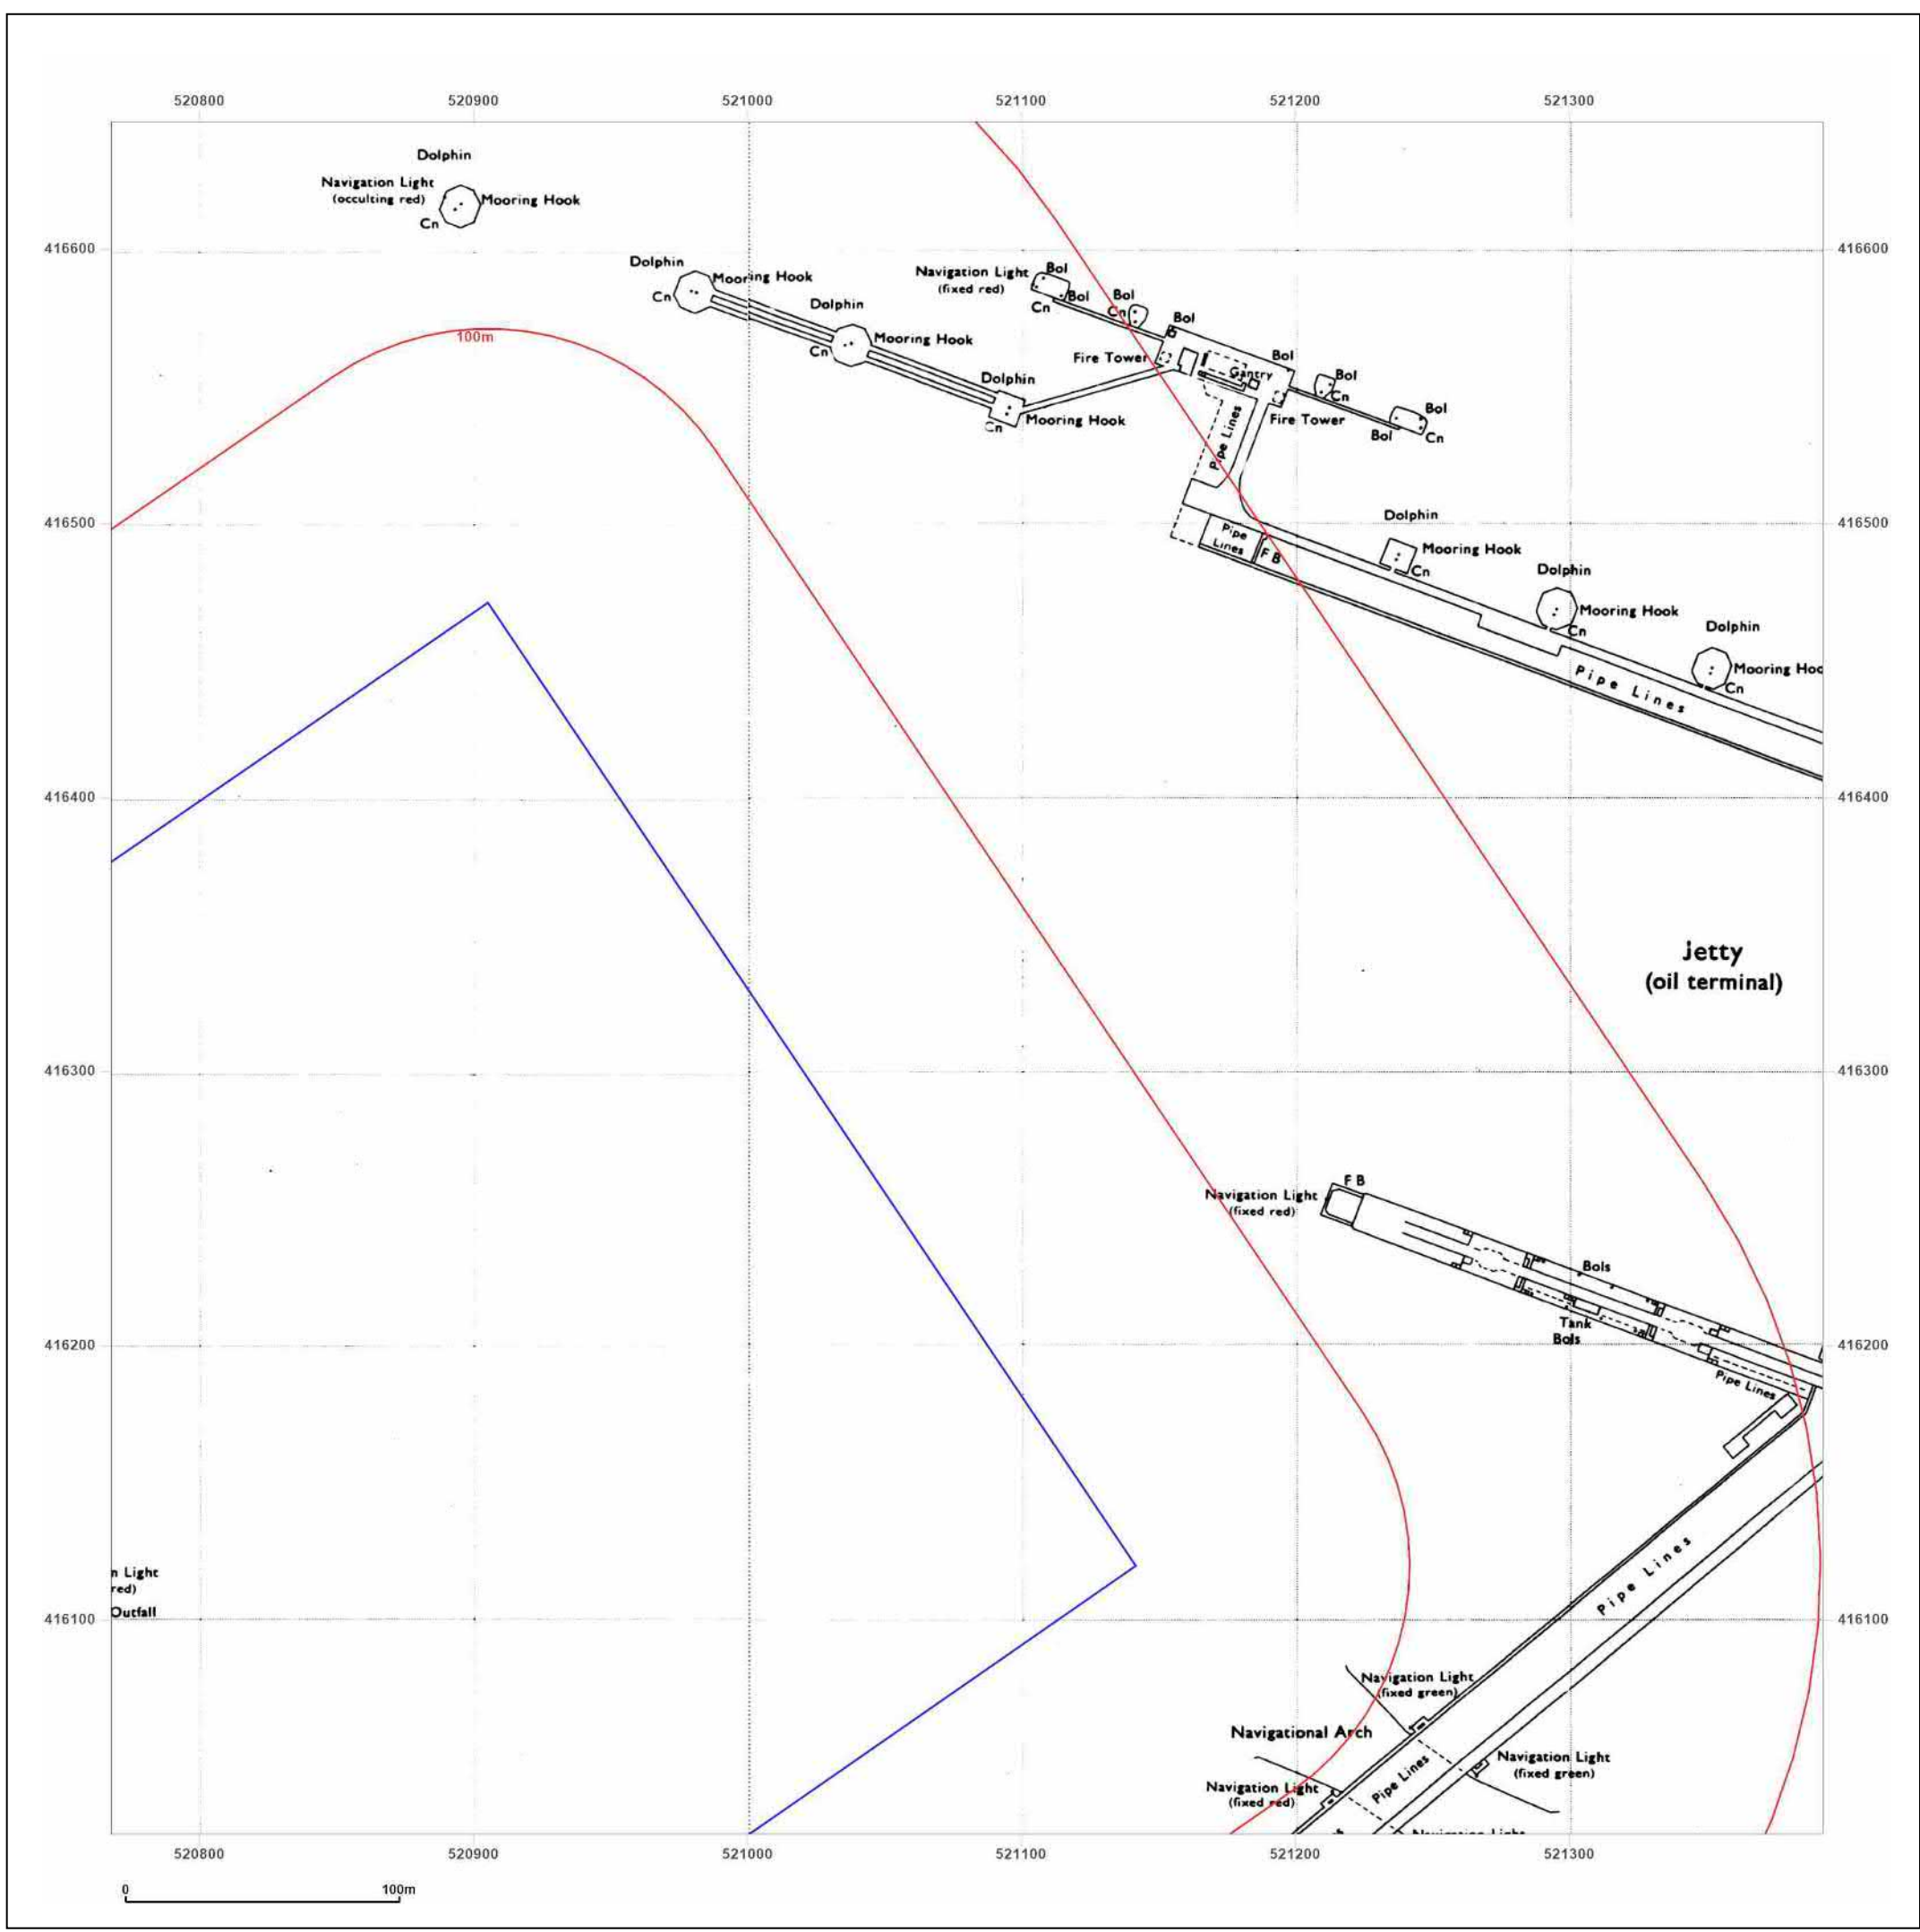 520800 520900 521000 521100 521200 521300
Dolphin
Navigation Light
(occulting red)
Mooring Hook
Cn
416600 416600
Dolphin
Mooring Hook
Cn
Dolphin
Mooring Hook
Cn
Navigation Light
(fixed red)
Bol
Bol
Cn
Bol
Cn
Bol
Fire Tower
Bol
Gantry
Bol
Cn
Fire Tower
Bol
Bol
Cn
100m
Dolphin
Mooring Hook
Cn
Pipe Lines
416500 416500
Pipe
Lines
F B
Dolphin
Mooring Hook
Cn
Dolphin
Mooring Hook
Cn
Dolphin
Mooring Hoo
Cn
Pipe Lines
416400 416400
Jetty
(oil terminal)
416300 416300
F B
Navigation Light
(fixed red)
Bols
Tank
Bols
416200 416200
Pipe Lines
n Light
red)
Outfall
Pipe Lines
416100 416100
Navigation Light
(fixed green)
Navigational Arch
Navigation Light
(fixed green)
Pipe Lines
Navigation Light
(fixed red)
520800 520900 521000 521100 521200 521300
0 100m